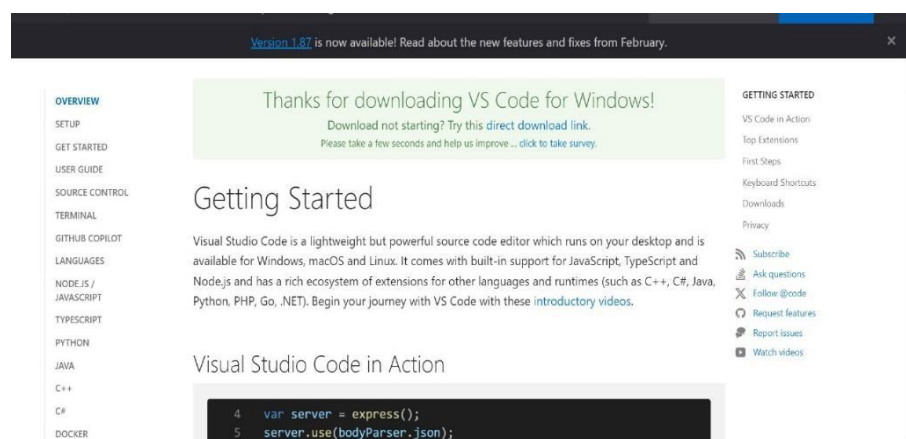 Version 1.87 is now available! Read about the new features and fixes from February.
OVERVIEW
SETUP
GET STARTED
USER GUIDE
SOURCE CONTROL
TERMINAL
GITHUB COPILOT
LANGUAGES
NODE.JS /
JAVASCRIPT
TYPESCRIPT
PYTHON
JAVA
C++
C#
DOCKER
Thanks for downloading VS Code for Windows!
Download not starting? Try this direct download link.
Please take a few seconds and help us improve ... click to take survey.
Getting Started
Visual Studio Code is a lightweight but powerful source code editor which runs on your desktop and is
available for Windows, macOS and Linux. It comes with built-in support for JavaScript, TypeScript and
Node.js and has a rich ecosystem of extensions for other languages and runtimes (such as C++, C#, Java,
Python, PHP, Go, .NET). Begin your journey with VS Code with these introductory videos.
Visual Studio Code in Action
4 var server = express();
5 server.use(bodyParser.json);
GETTING STARTED
VS Code in Action
Top Extensions
First Steps
Keyboard Shortcuts
Downloads
Privacy
Subscribe
Ask questions
Follow @code
Request features
Report issues
Watch videos